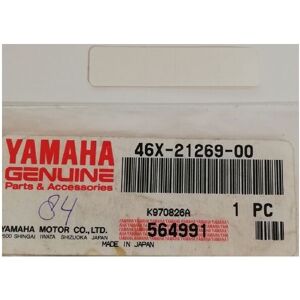 YAMAHA
GENUINE
Parts & Accessories
46X-21269-00
84
K970826A
1 PC
564991
YAMAHA MOTOR CO., LTD.
2500 SHINGAI IWATA SHIZUOKA JAPAN
MADE IN JAPAN